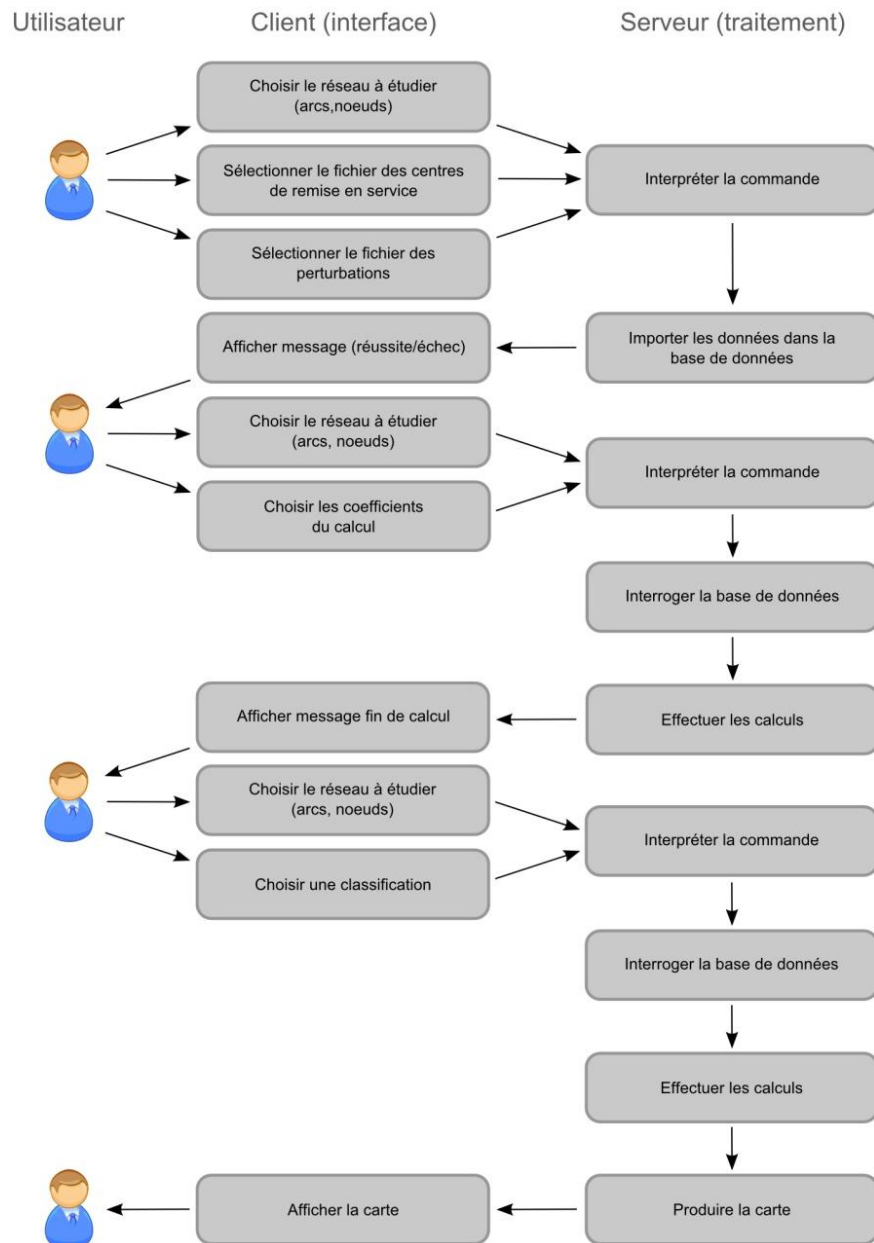 Utilisateur
Client (interface)
Serveur (traitement)
Choisir le réseau à étudier
(arcs,noeuds)
Sélectionner le fichier des centres
de remise en service
Interpréter la commande
Sélectionner le fichier des
perturbations
Afficher message (réussite/échec)
Importer les données dans la
base de données
Choisir le réseau à étudier
(arcs, noeuds)
Interpréter la commande
Choisir les coefficients
du calcul
Interroger la base de données
Afficher message fin de calcul
Effectuer les calculs
Choisir le réseau à étudier
(arcs, noeuds)
Interpréter la commande
Choisir une classification
Interroger la base de données
Effectuer les calculs
Afficher la carte
Produire la carte